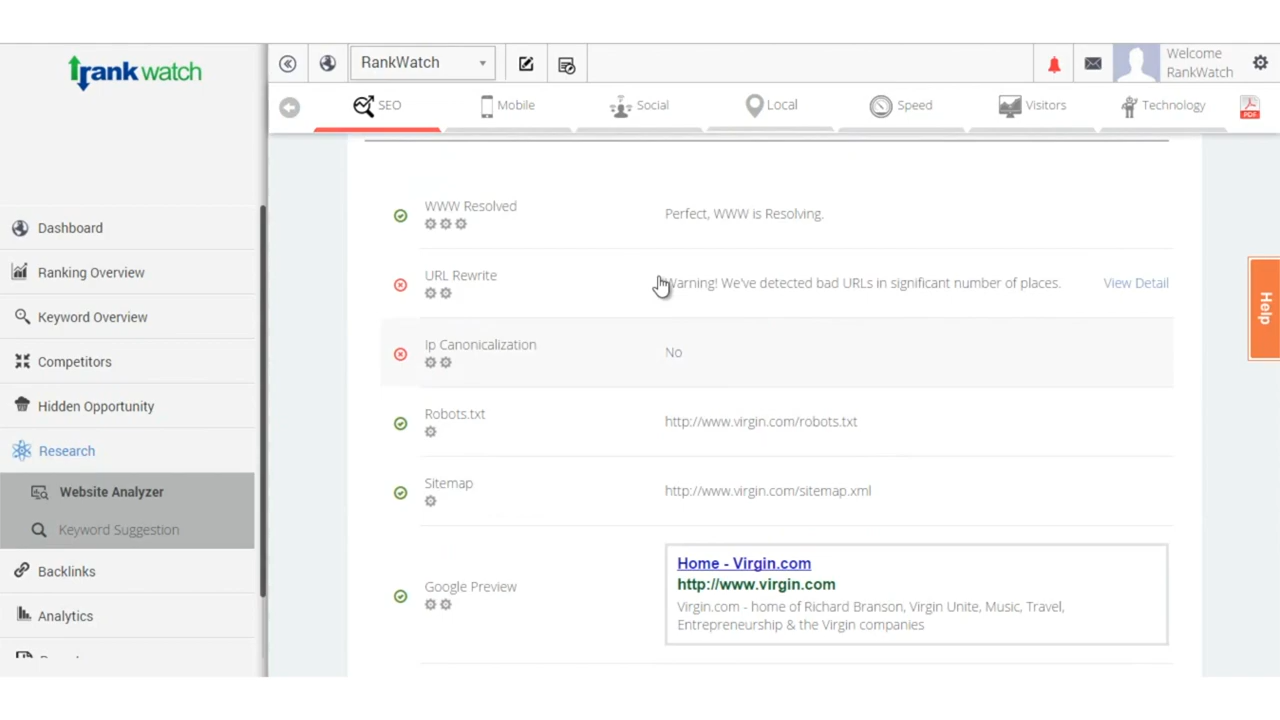 rankwatch
RankWatch
Welcome
RankWatch
SEO
Mobile
Social
Local
Speed
Visitors
Technology
PDF
Dashboard
Ranking Overview
Keyword Overview
Competitors
Hidden Opportunity
Research
Website Analyzer
Keyword Suggestion
Backlinks
Analytics
WWW Resolved
Perfect, WWW is Resolving.
URL Rewrite
Warning! We've detected bad URLs in significant number of places.
View Detail
Ip Canonicalization
No
Robots.txt
http://www.virgin.com/robots.txt
Sitemap
http://www.virgin.com/sitemap.xml
Google Preview
Home - Virgin.com
http://www.virgin.com
Virgin.com - home of Richard Branson, Virgin Unite, Music, Travel,
Entrepreneurship & the Virgin companies
Help